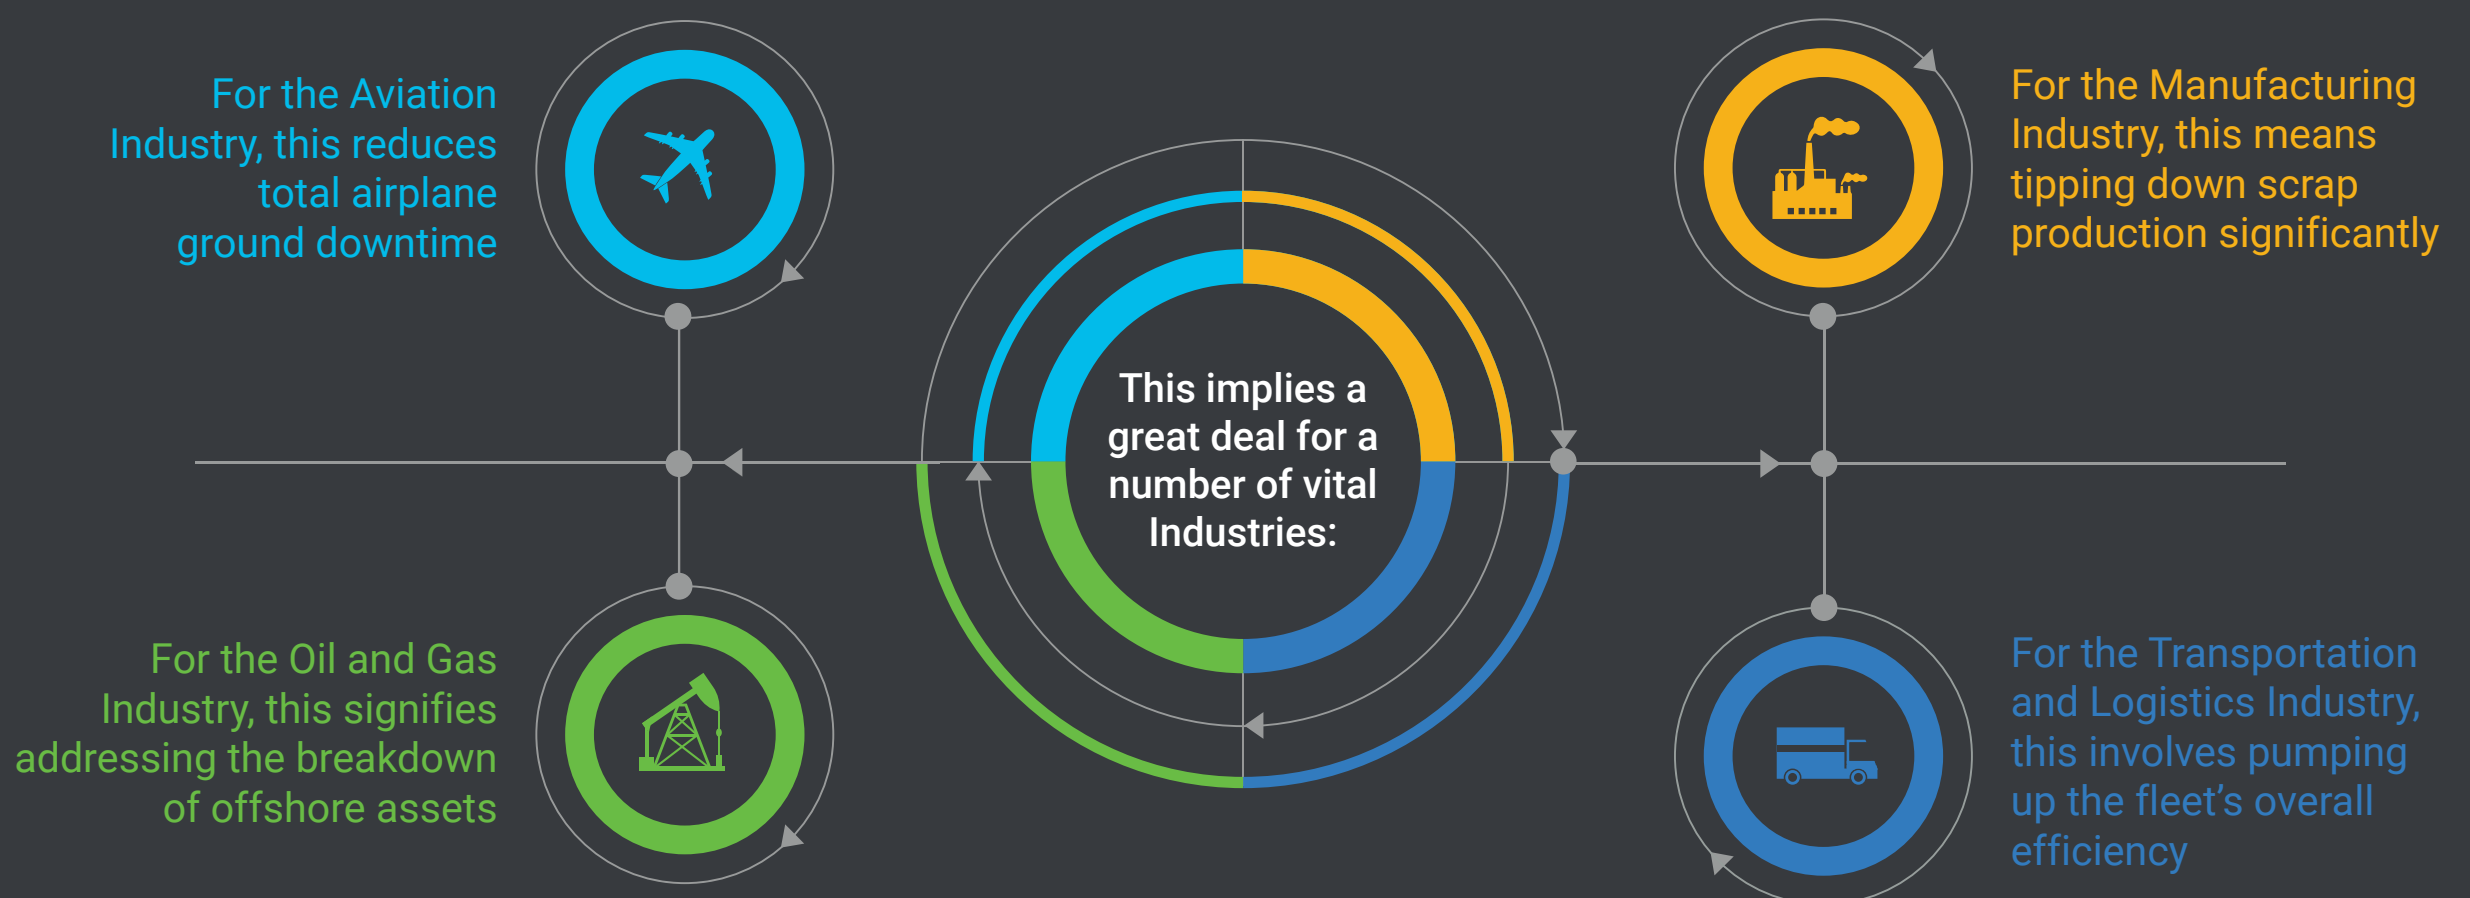 For the Aviation
Industry, this reduces
total airplane
ground downtime
For the Manufacturing
Industry, this means
tipping down scrap
production significantly
This implies a
great deal for a
number of vital
Industries:
For the Oil and Gas
Industry, this signifies
addressing the breakdown
of offshore assets
For the Transportation
and Logistics Industry,
this involves pumping
up the fleet’s overall
efficiency